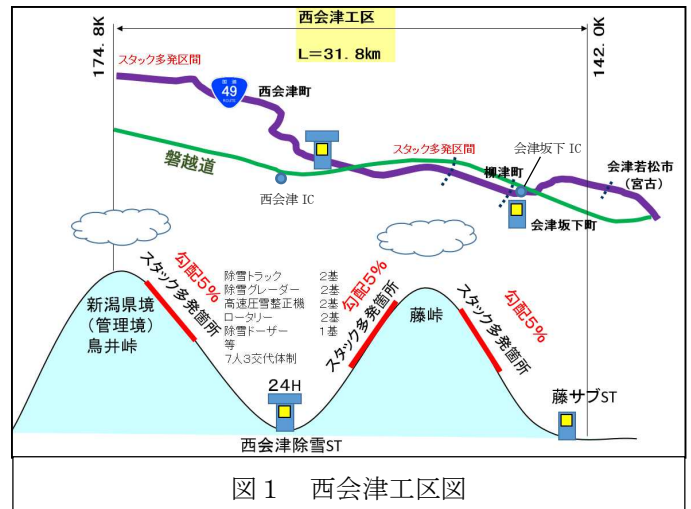 西会津工区
L＝31.8km
174.8K
142.0K
スタック多発区間
国道
49
ROUTE
西会津町
スタック多発区間
会津坂下 IC
磐越道
柳津町
会津若松市
（宮古）
西会津 IC
会津坂下町
勾配5%
スタック多発箇所
除雪トラック 2基
除雪グレーダー 2基
高速圧雪整正機 2基
ロータリー 2基
除雪ドーザー 1基
等
7人3交代体制
勾配5%
スタック多発箇所
勾配5%
スタック多発箇所
新潟県境
（管理境）
鳥井峠
藤峠
24H
西会津除雪ST
藤サブST
図１ 西会津工区図